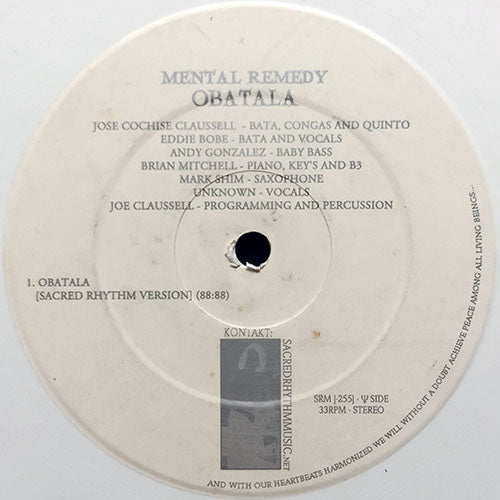 MENTAL REMEDY
OBATALA
JOSE COCHISE CLAUSSELL - BATA, CONGAS AND QUINTO
EDDIE BOBE - BATA AND VOCALS
ANDY GONZALEZ - BABY BASS
BRIAN MITCHELL - PIANO, KEY'S AND B3
MARK SHIM - SAXOPHONE
UNKNOWN - VOCALS
JOE CLAUSSELL - PROGRAMMING AND PERCUSSION
1. OBATALA
[SACRED RHYTHM VERSION] (88:88)
KONTAKT:
SACREDRHYTHMMUSIC.NET
SRM |-255| - Ψ SIDE
33RPM - STEREO
AND WITH OUR HEARTBEATS HARMONIZED WE WILL WITHOUT A DOUBT ACHIEVE PEACE AMONG ALL LIVING BEINGS...